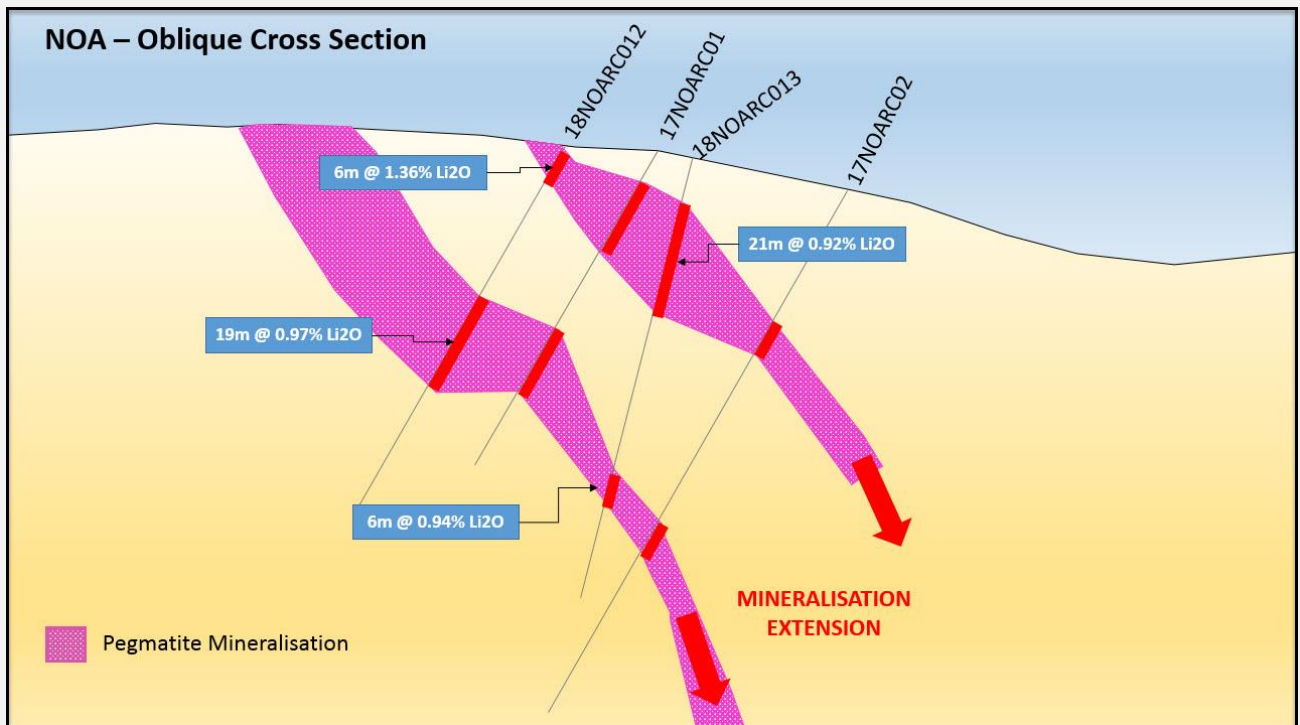 NOA – Oblique Cross Section
18NOARC012
17NOARC01
18NOARC013
17NOARC02
6m @ 1.36% Li2O
21m @ 0.92% Li2O
19m @ 0.97% Li2O
6m @ 0.94% Li2O
MINERALISATION
EXTENSION
Pegmatite Mineralisation